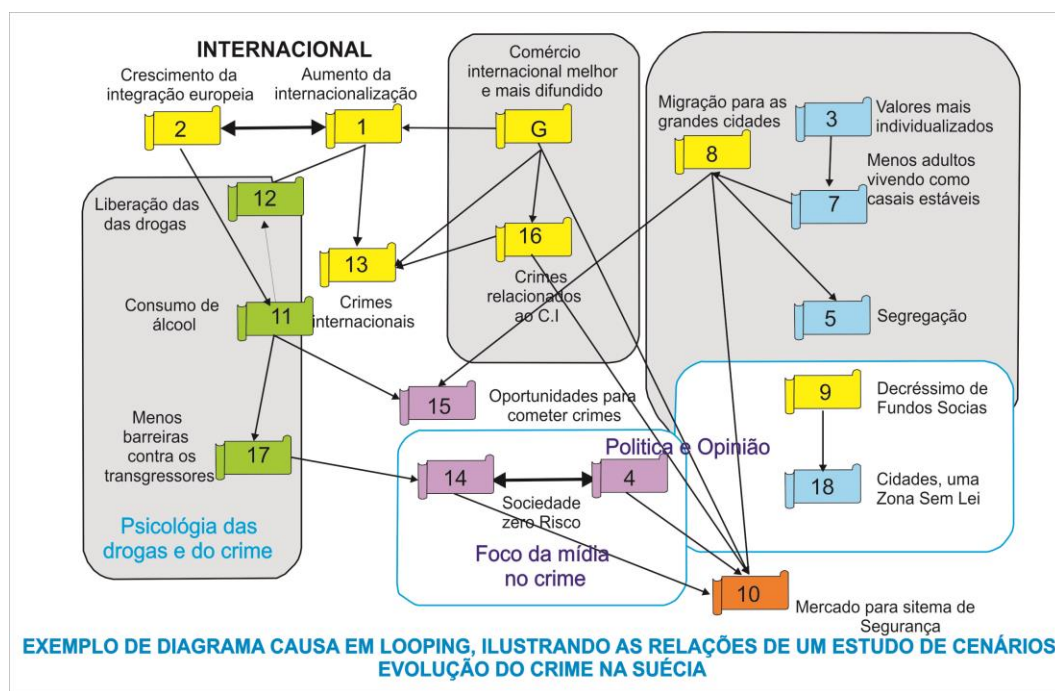 INTERNACIONAL
Crescimento da
integração europeia
2
Aumento da
internacionalização
1
Comércio
internacional melhor
e mais difundido
G
Migração para as
grandes cidades
8
3
Valores mais
individualizados
7
Menos adultos
vivendo como
casais estáveis
12
Liberação das
das drogas
13
Crimes
internacionais
16
Crimes
relacionados
ao C.I
5
Segregação
Consumo de
álcool
11
15
Oportunidades para
cometer crimes
9
Decréssimo de
Fundos Socias
Menos
barreiras
contra os
transgressores
17
14
4
Politica e Opinião
Sociedade
zero Risco
18
Cidades, uma
Zona Sem Lei
Psicológia das
drogas e do crime
Foco da mídia
no crime
10
Mercado para sitema de
Segurança
EXEMPLO DE DIAGRAMA CAUSA EM LOOPING, ILUSTRANDO AS RELAÇÕES DE UM ESTUDO DE CENÁRIOS
EVOLUÇÃO DO CRIME NA SUÉCIA